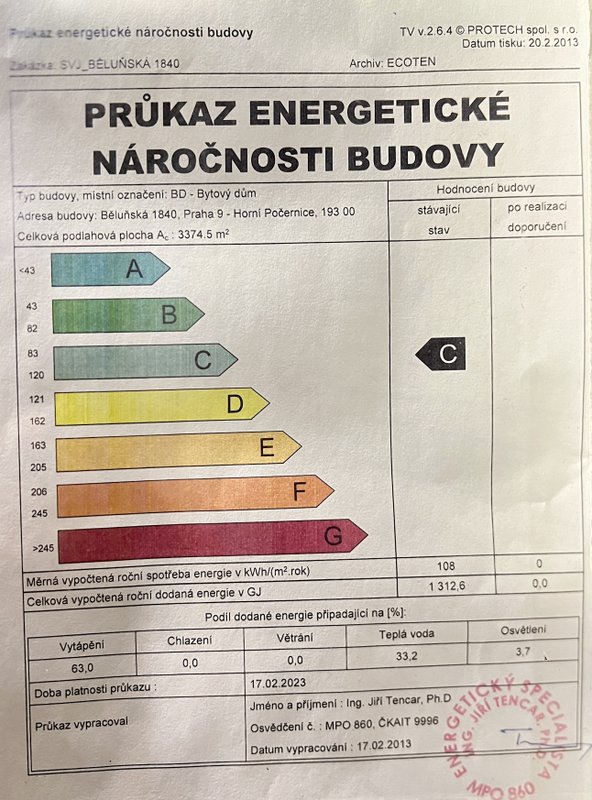 Průkaz energetické náročnosti budovy
TV v.2.6.4 © PROTECH spol. s r.o.
Datum tisku: 20.2.2013
Zakázka: SVJ_BĚLUŇSKÁ 1840
Archiv: ECOTEN
PRŮKAZ ENERGETICKÉ
NÁROČNOSTI BUDOVY
Typ budovy, místní označení: BD - Bytový dům
Adresa budovy: Běluňská 1840, Praha 9 - Horní Počernice, 193 00
Celková podlahová plocha Ac : 3374.5 m²
Hodnocení budovy
stávající
stav
po realizaci
doporučení
<43
A
43
82
B
83
120
C
C
121
162
D
163
205
E
206
245
F
>245
G
Měrná vypočtená roční spotřeba energie v kWh/(m².rok) 108 0
Celková vypočtená roční dodaná energie v GJ 1 312,6 0,0
Podíl dodané energie připadající na [%]:
Vytápění Chlazení Větrání Teplá voda Osvětlení
63,0 0,0 0,0 33,2 3,7
Doba platnosti průkazu : 17.02.2023
Průkaz vypracoval
Jméno a příjmení : Ing. Jiří Tencar, Ph.D
Osvědčení č. : MPO 860, ČKAIT 9996
Datum vypracování : 17.02.2013
ENERGETICKÝ SPECIALISTA
ING. JIŘÍ TENCAR, Ph.D.
MPO 860